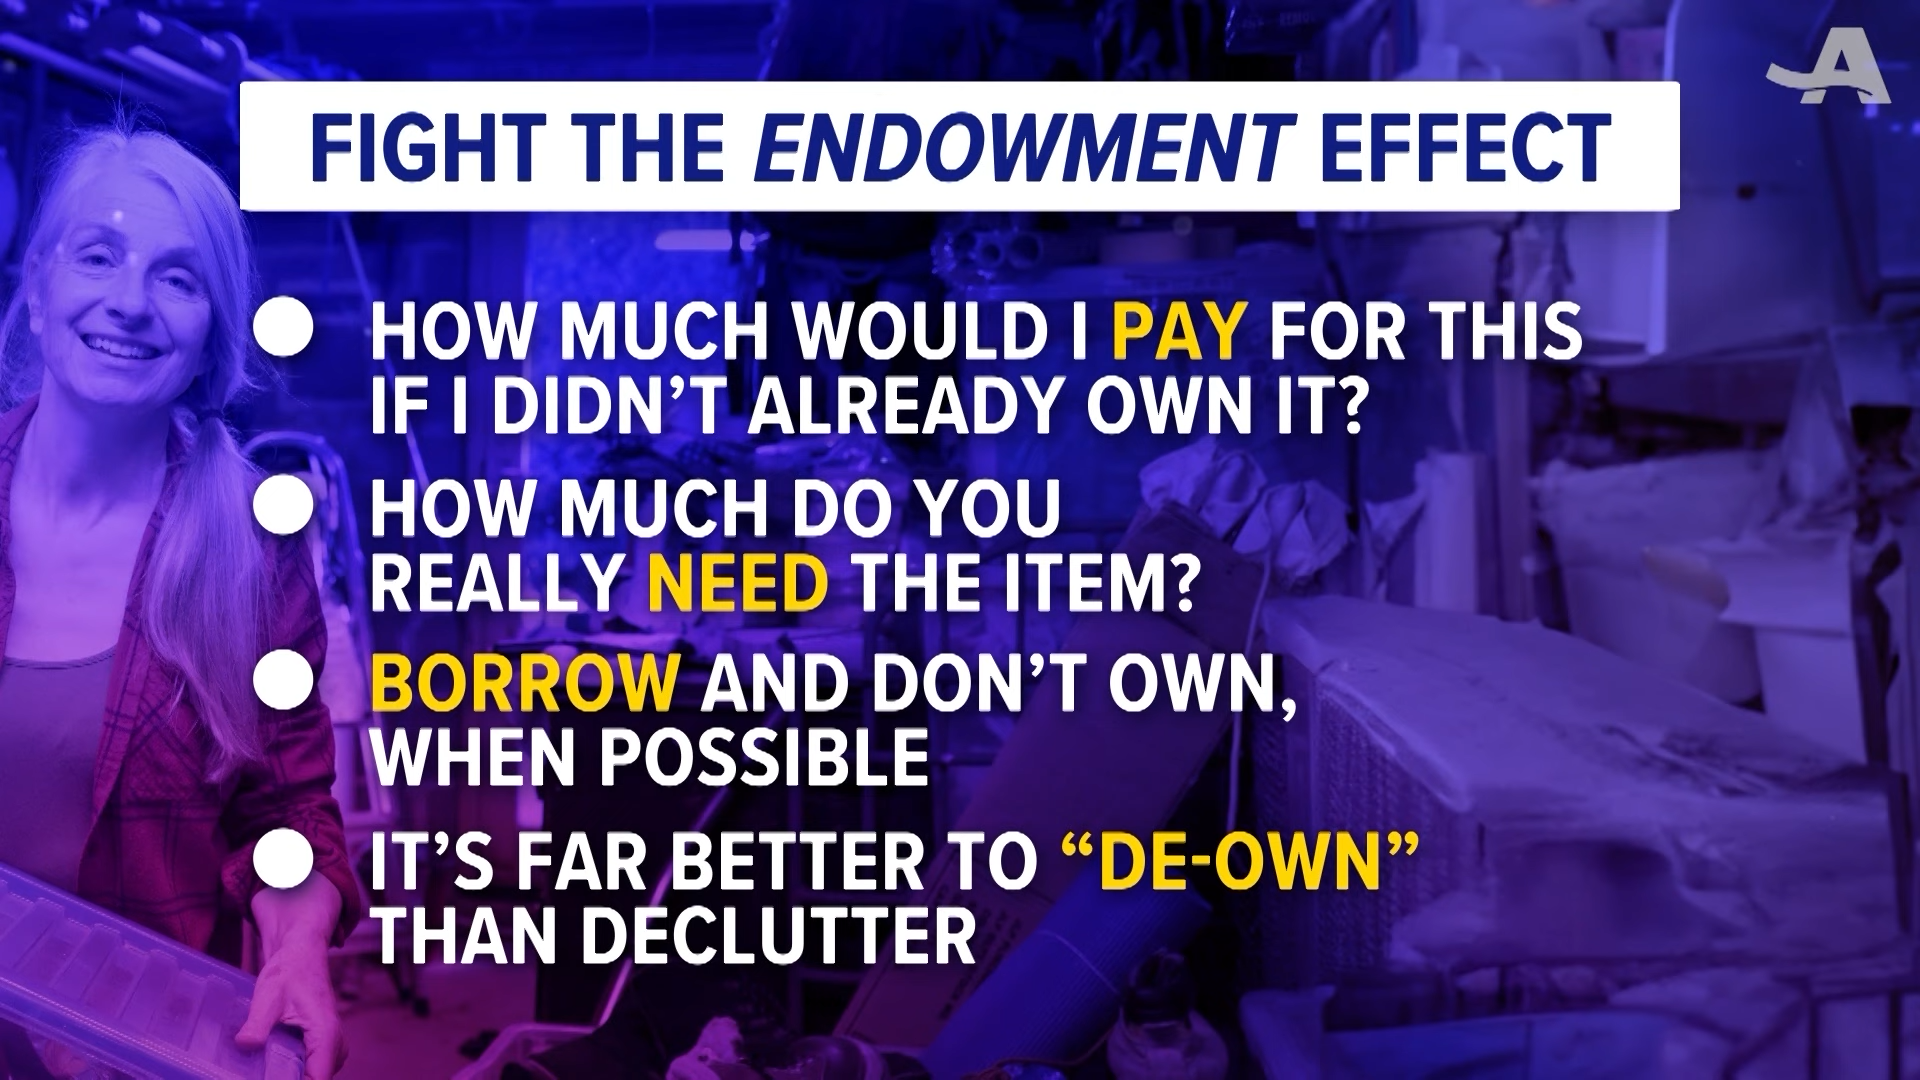 FIGHT THE ENDOWMENT EFFECT
HOW MUCH WOULD I PAY FOR THIS
IF I DIDN’T ALREADY OWN IT?
HOW MUCH DO YOU
REALLY NEED THE ITEM?
BORROW AND DON’T OWN,
WHEN POSSIBLE
IT’S FAR BETTER TO “DE-OWN”
THAN DECLUTTER